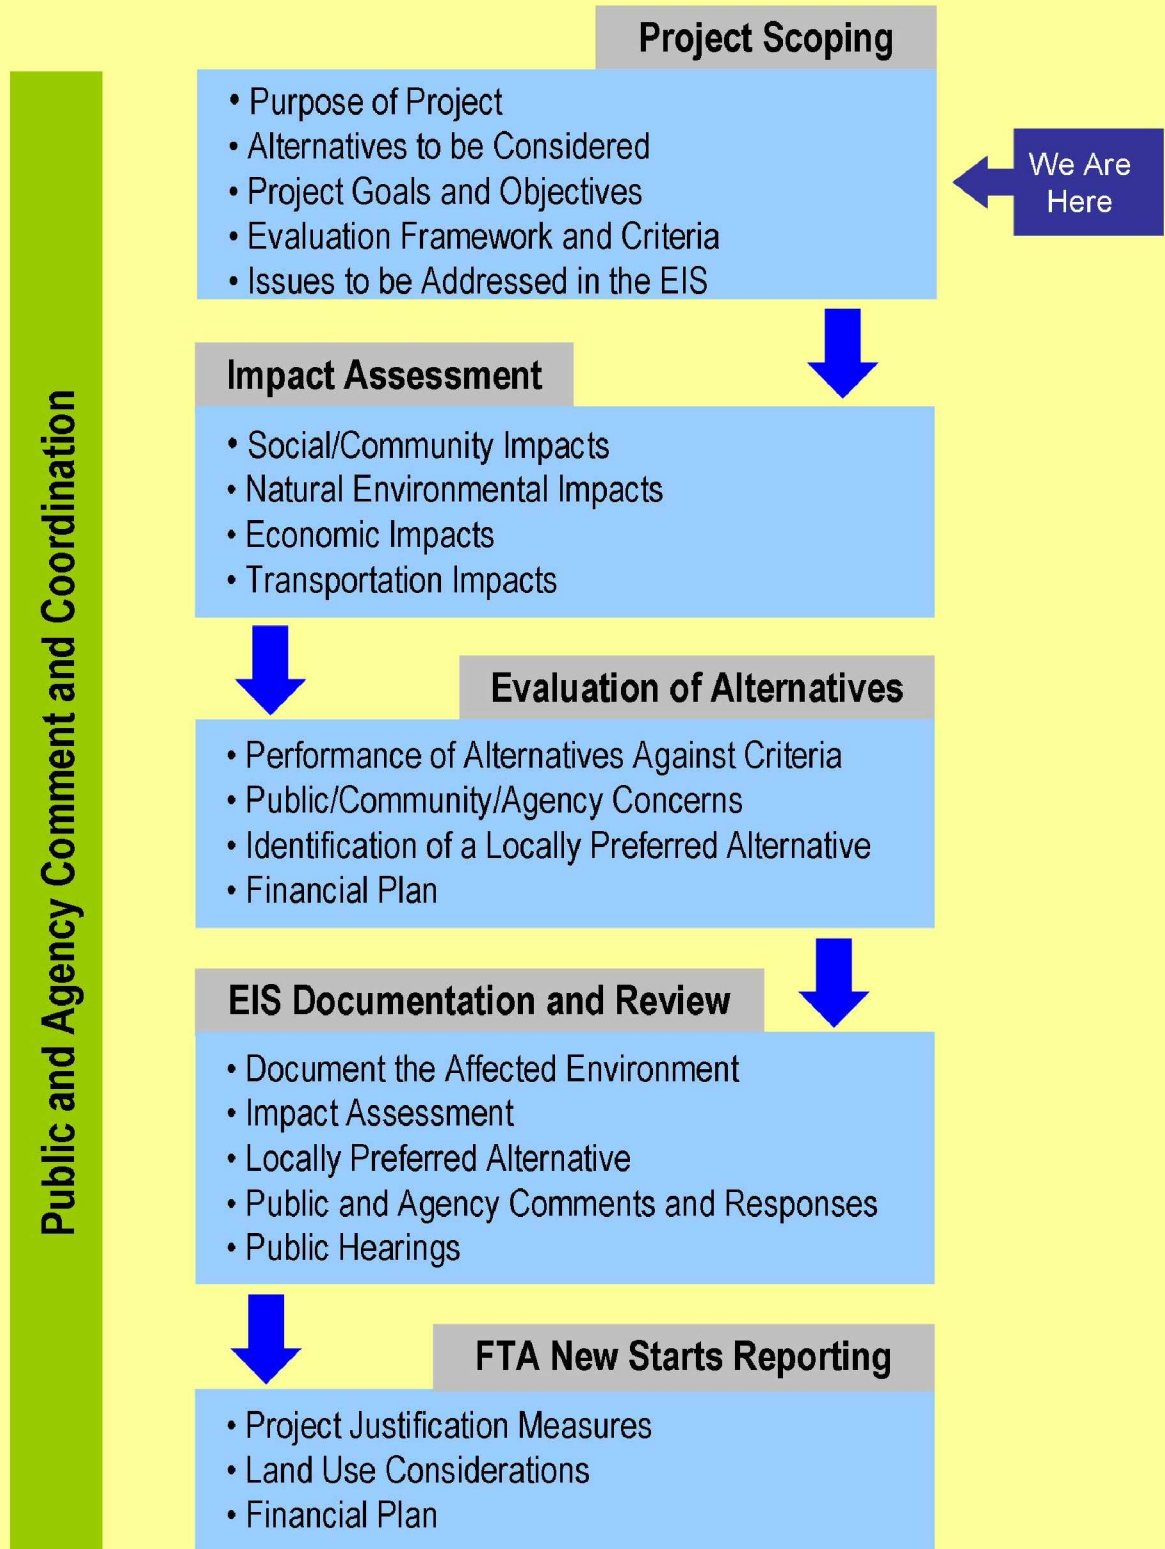 Project Scoping
• Purpose of Project
• Alternatives to be Considered
• Project Goals and Objectives
• Evaluation Framework and Criteria
• Issues to be Addressed in the EIS
We Are
Here
Impact Assessment
• Social/Community Impacts
• Natural Environmental Impacts
• Economic Impacts
• Transportation Impacts
Evaluation of Alternatives
• Performance of Alternatives Against Criteria
• Public/Community/Agency Concerns
• Identification of a Locally Preferred Alternative
• Financial Plan
EIS Documentation and Review
• Document the Affected Environment
• Impact Assessment
• Locally Preferred Alternative
• Public and Agency Comments and Responses
• Public Hearings
FTA New Starts Reporting
• Project Justification Measures
• Land Use Considerations
• Financial Plan
Public and Agency Comment and Coordination